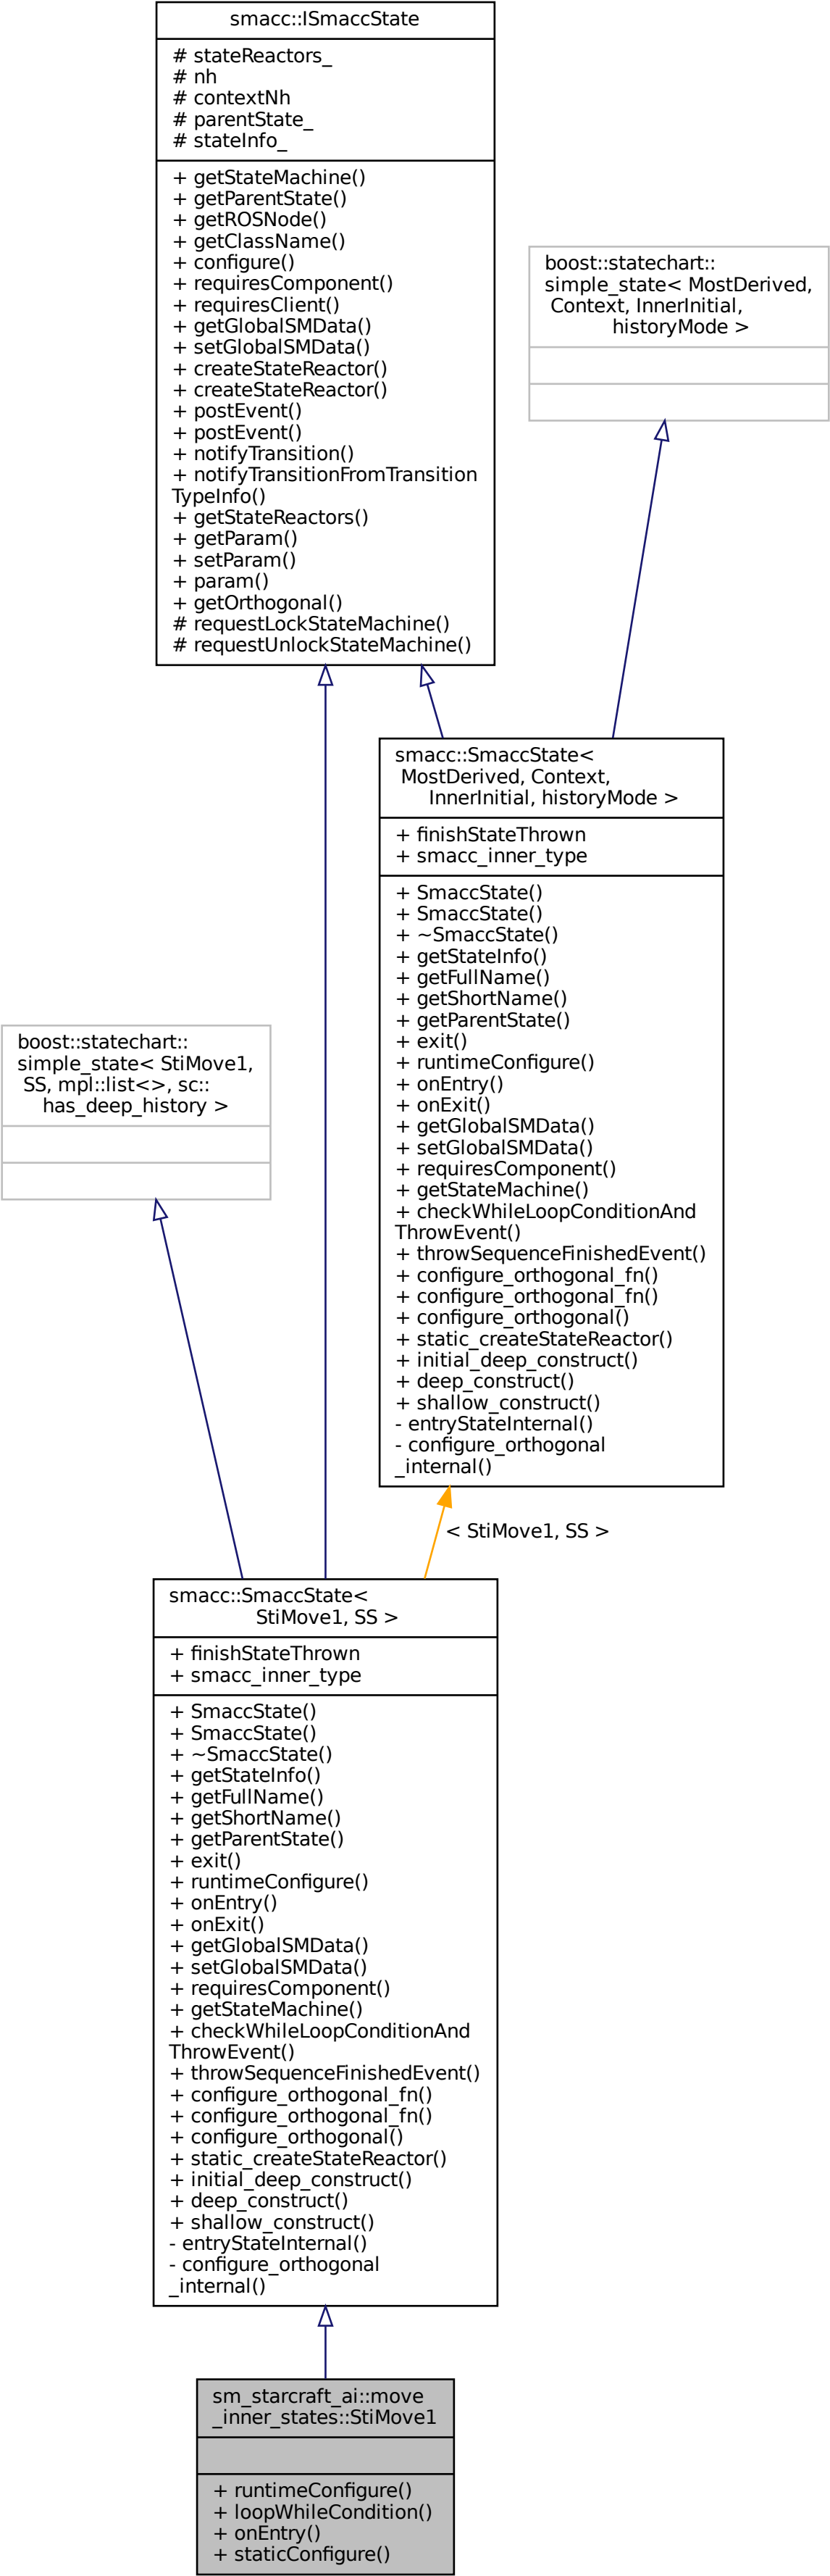 smacc::ISmaccState
# stateReactors_
# nh
# contextNh
# parentState_
# stateInfo_
+ getStateMachine()
+ getParentState()
+ getROSNode()
+ getClassName()
+ configure()
+ requiresComponent()
+ requiresClient()
+ getGlobalSMData()
+ setGlobalSMData()
+ createStateReactor()
+ createStateReactor()
+ postEvent()
+ postEvent()
+ notifyTransition()
+ notifyTransitionFromTransition
TypeInfo()
+ getStateReactors()
+ getParam()
+ setParam()
+ param()
+ getOrthogonal()
# requestLockStateMachine()
# requestUnlockStateMachine()
boost::statechart::
simple_state< MostDerived,
Context, InnerInitial,
historyMode >
smacc::SmaccState<
MostDerived, Context,
InnerInitial, historyMode >
+ finishStateThrown
+ smacc_inner_type
+ SmaccState()
+ SmaccState()
+ ~SmaccState()
+ getStateInfo()
+ getFullName()
+ getShortName()
+ getParentState()
+ exit()
+ runtimeConfigure()
+ onEntry()
+ onExit()
+ getGlobalSMData()
+ setGlobalSMData()
+ requiresComponent()
+ getStateMachine()
+ checkWhileLoopConditionAnd
ThrowEvent()
+ throwSequenceFinishedEvent()
+ configure_orthogonal_fn()
+ configure_orthogonal_fn()
+ configure_orthogonal()
+ static_createStateReactor()
+ initial_deep_construct()
+ deep_construct()
+ shallow_construct()
- entryStateInternal()
- configure_orthogonal
_internal()
boost::statechart::
simple_state< StiMove1,
SS, mpl::list<>, sc::
has_deep_history >
< StiMove1, SS >
smacc::SmaccState<
StiMove1, SS >
+ finishStateThrown
+ smacc_inner_type
+ SmaccState()
+ SmaccState()
+ ~SmaccState()
+ getStateInfo()
+ getFullName()
+ getShortName()
+ getParentState()
+ exit()
+ runtimeConfigure()
+ onEntry()
+ onExit()
+ getGlobalSMData()
+ setGlobalSMData()
+ requiresComponent()
+ getStateMachine()
+ checkWhileLoopConditionAnd
ThrowEvent()
+ throwSequenceFinishedEvent()
+ configure_orthogonal_fn()
+ configure_orthogonal_fn()
+ configure_orthogonal()
+ static_createStateReactor()
+ initial_deep_construct()
+ deep_construct()
+ shallow_construct()
- entryStateInternal()
- configure_orthogonal
_internal()
sm_starcraft_ai::move
_inner_states::StiMove1
+ runtimeConfigure()
+ loopWhileCondition()
+ onEntry()
+ staticConfigure()